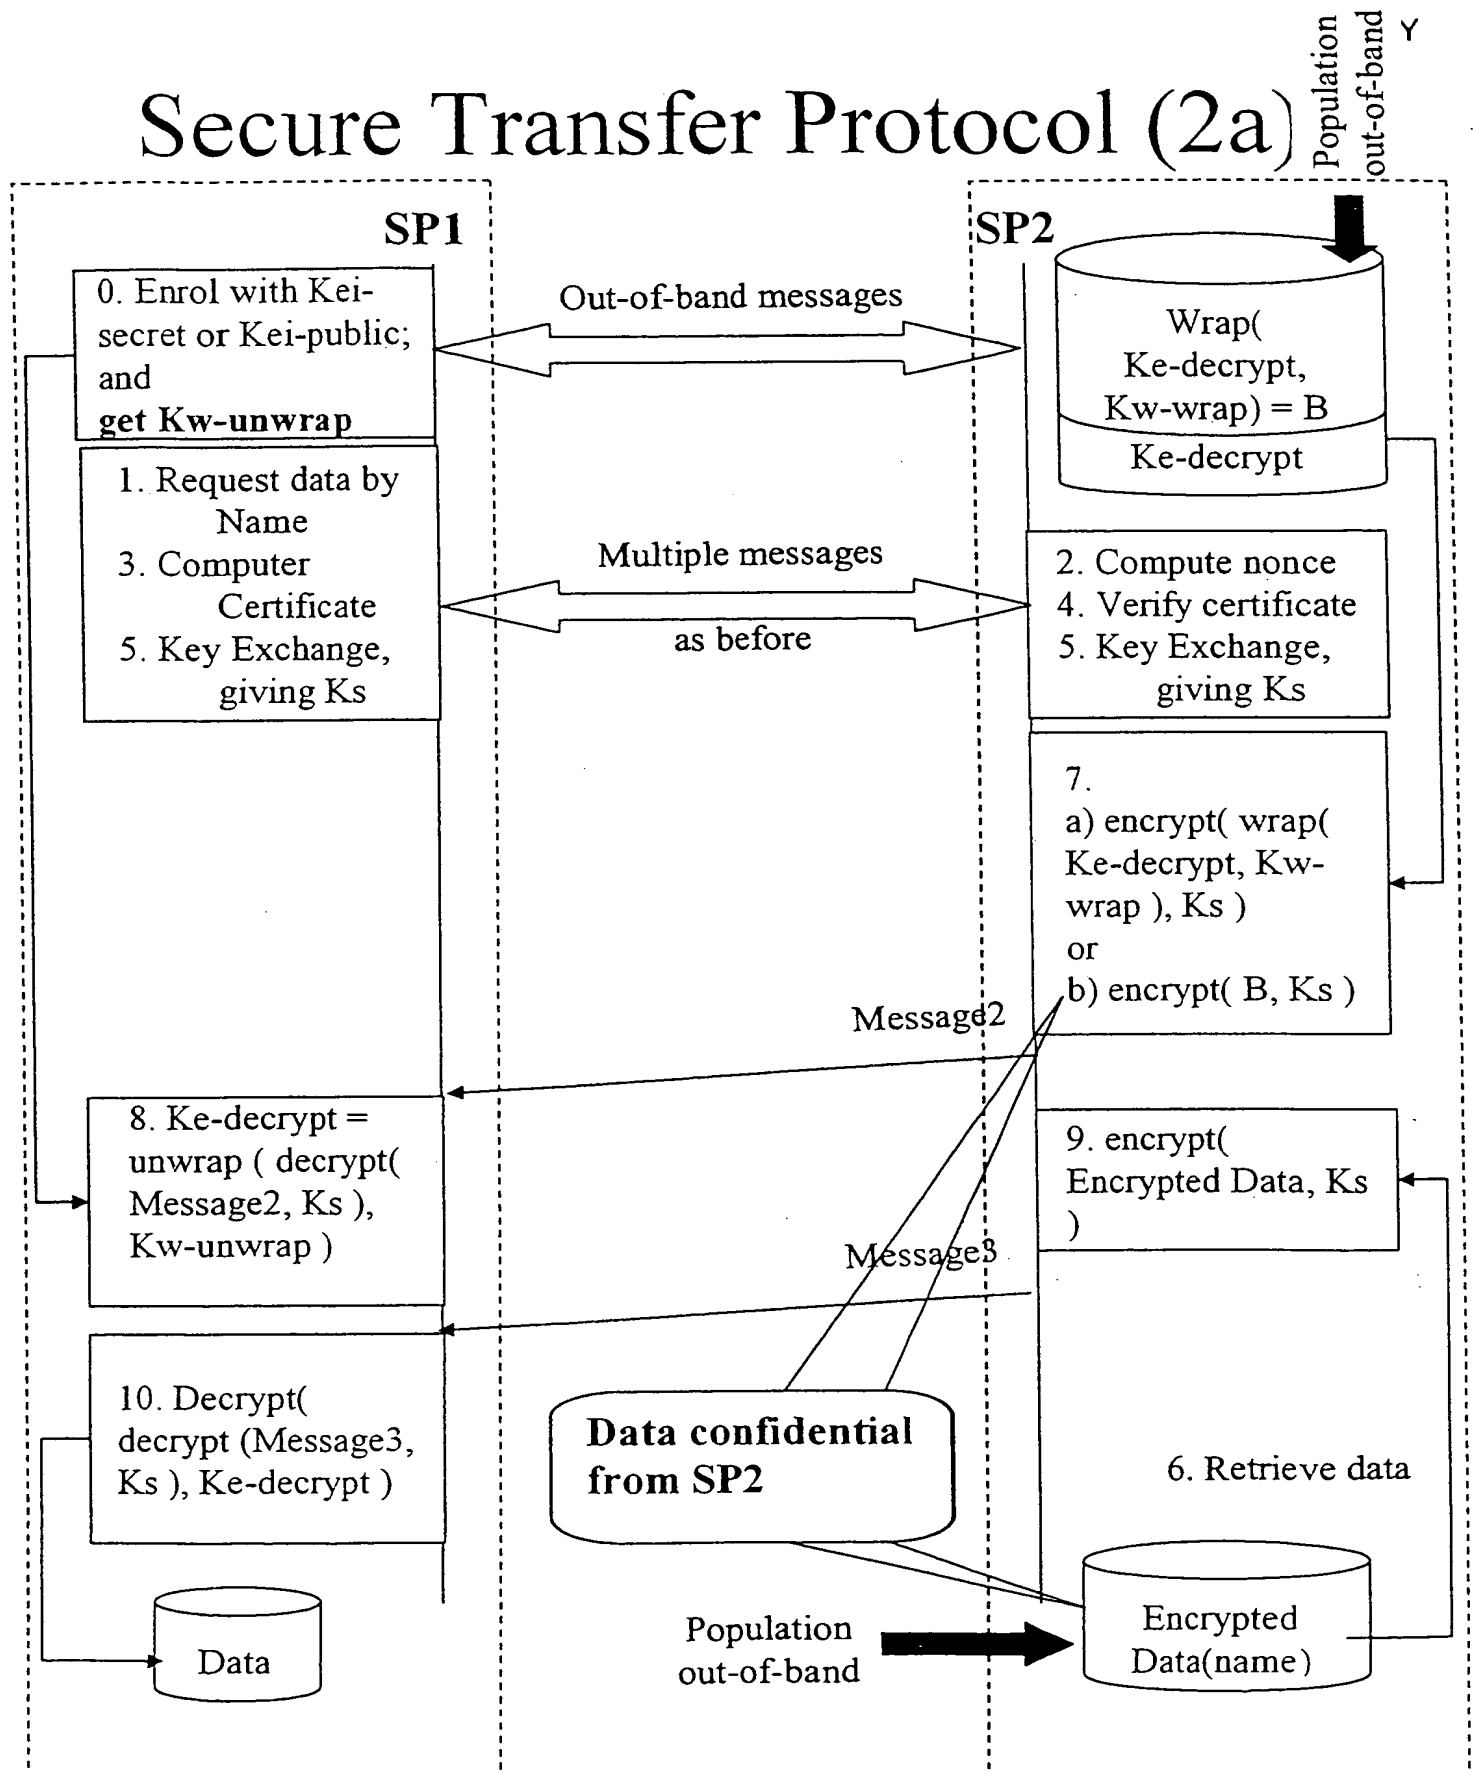 Population
out-of-band
Y
Secure Transfer Protocol (2a)
SP1
SP2
0. Enrol with Kei-
secret or Kei-public;
and
get Kw-unwrap
Out-of-band messages
Wrap(
Ke-decrypt,
Kw-wrap) = B
Ke-decrypt
1. Request data by
Name
3. Computer
Certificate
5. Key Exchange,
giving Ks
Multiple messages
as before
2. Compute nonce
4. Verify certificate
5. Key Exchange,
giving Ks
7.
a) encrypt( wrap(
Ke-decrypt, Kw-
wrap ), Ks )
or
b) encrypt( B, Ks )
Message2
8. Ke-decrypt =
unwrap ( decrypt(
Message2, Ks ),
Kw-unwrap )
9. encrypt(
Encrypted Data, Ks
)
Message3
10. Decrypt(
decrypt (Message3,
Ks ), Ke-decrypt )
Data confidential
from SP2
6. Retrieve data
Data
Population
out-of-band
Encrypted
Data(name)